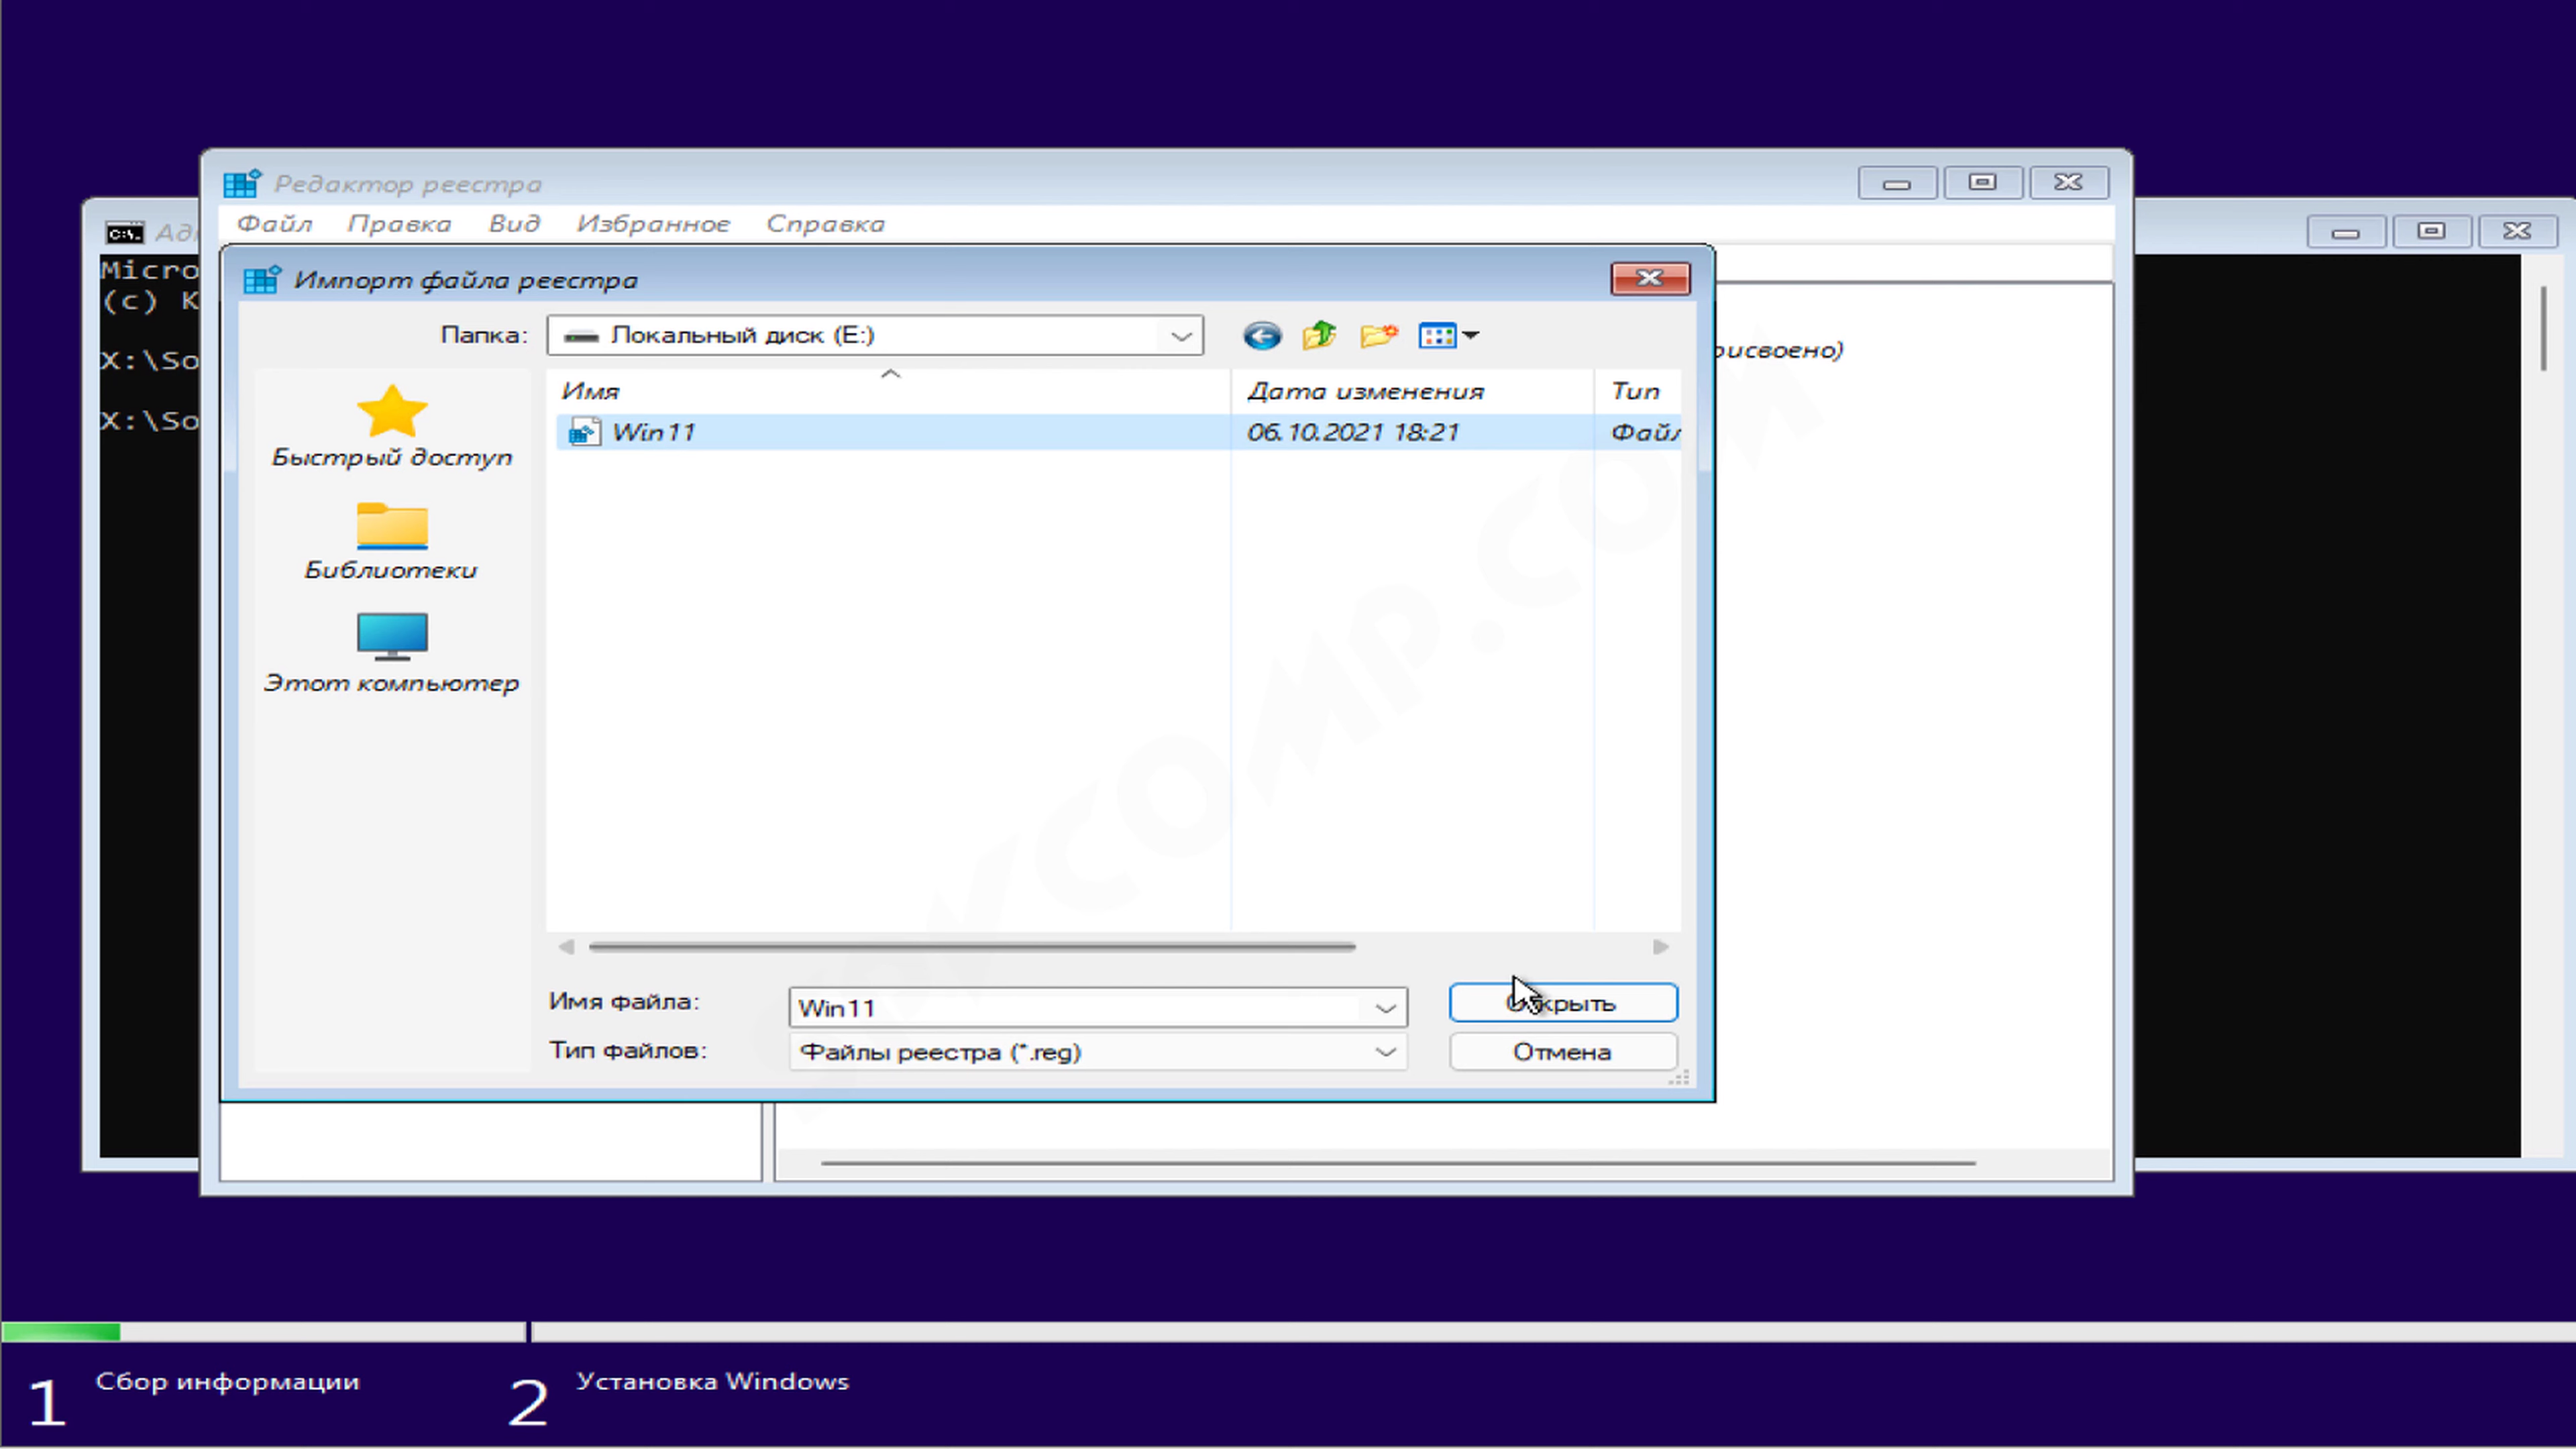 Редактор реестра
Файл Правка Вид Избранное Справка
Micro
(c) К
X:\So
X:\So
Импорт файла реестра
Папка: Локальный диск (E:)
Имя Дата изменения Тип
Win11 06.10.2021 18:21 Файл
Быстрый доступ
Библиотеки
Этот компьютер
Имя файла: Win11
Открыть
Тип файлов: Файлы реестра (*.reg)
Отмена
1 Сбор информации
2 Установка Windows